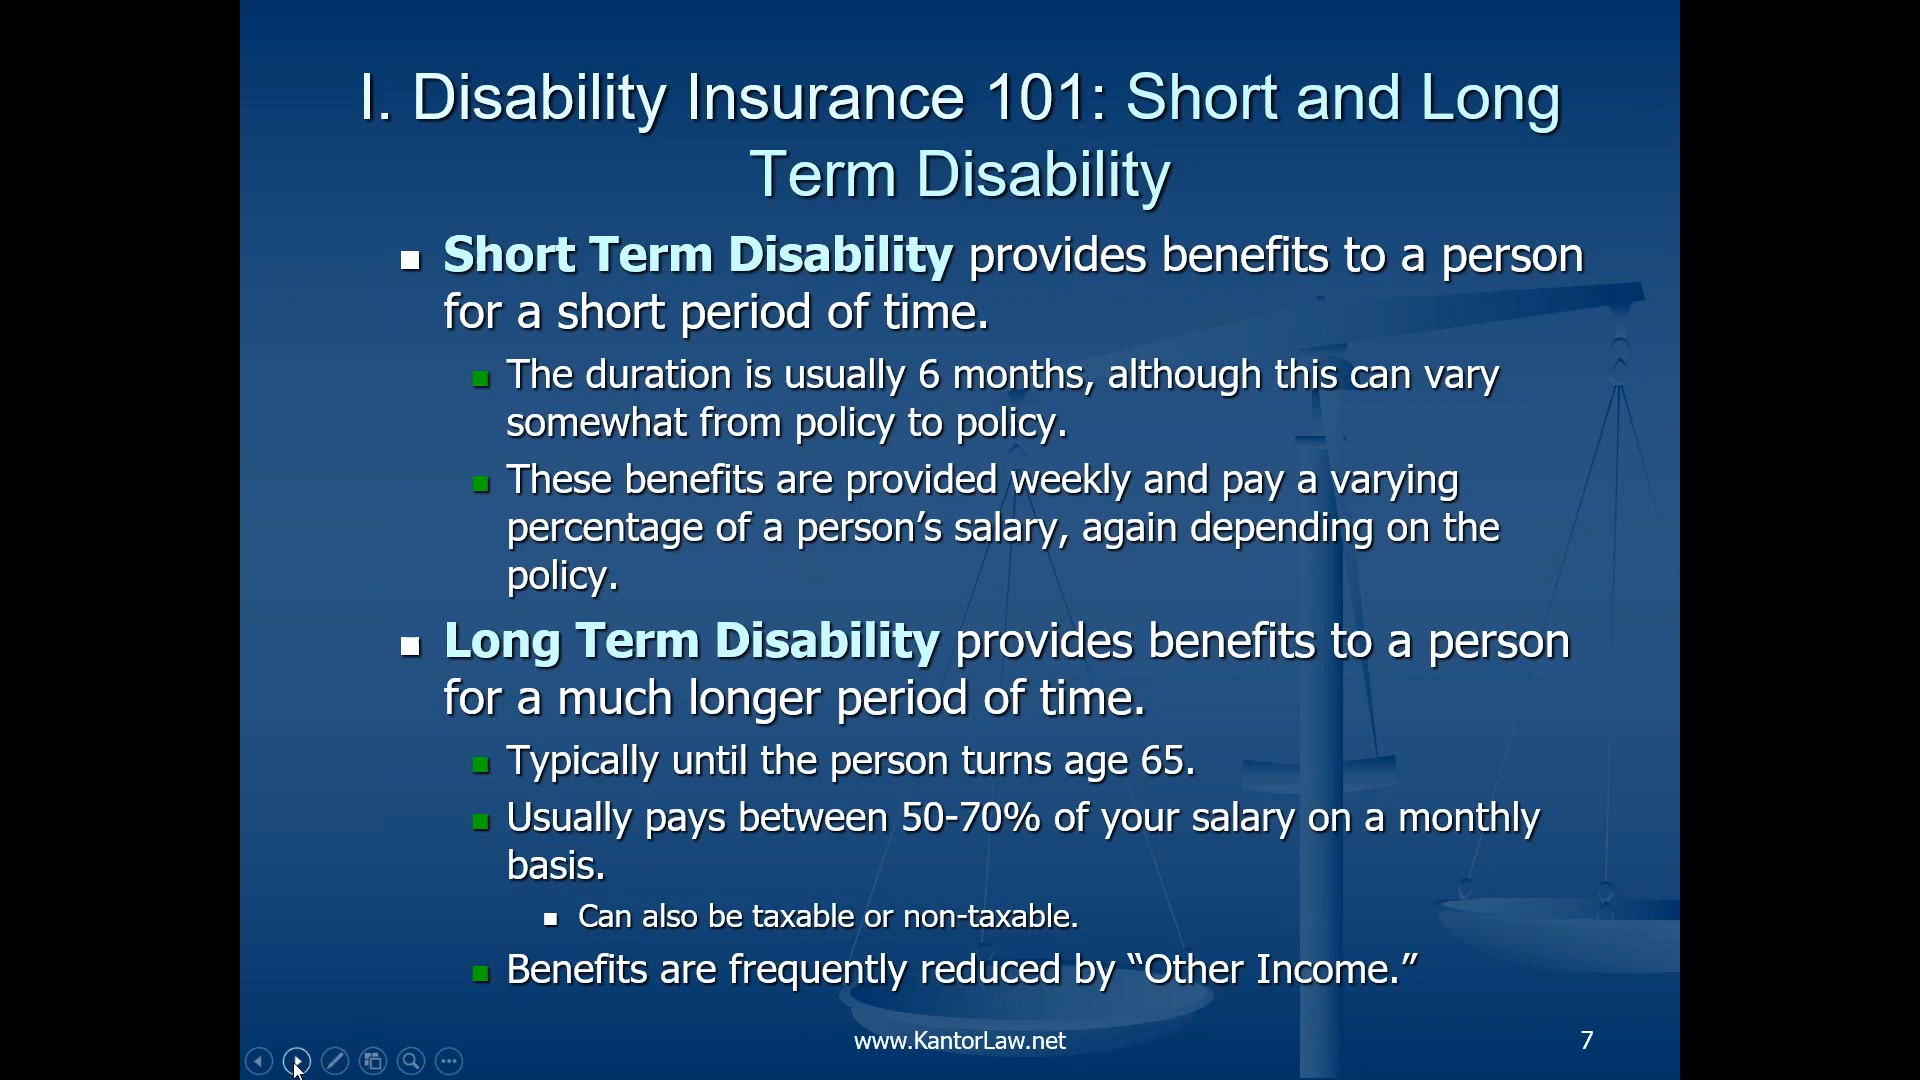 I. Disability Insurance 101: Short and Long
Term Disability
Short Term Disability provides benefits to a person
for a short period of time.
The duration is usually 6 months, although this can vary
somewhat from policy to policy.
These benefits are provided weekly and pay a varying
percentage of a person’s salary, again depending on the
policy.
Long Term Disability provides benefits to a person
for a much longer period of time.
Typically until the person turns age 65.
Usually pays between 50-70% of your salary on a monthly
basis.
Can also be taxable or non-taxable.
Benefits are frequently reduced by “Other Income.”
www.KantorLaw.net
7